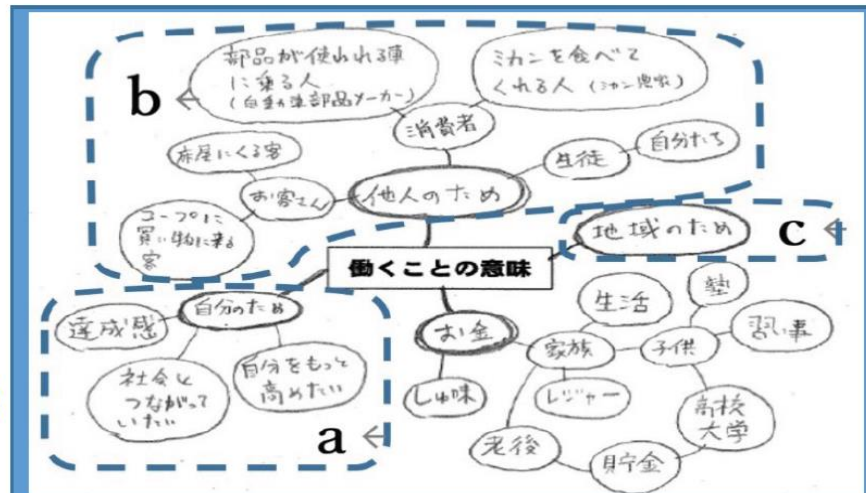 部品が使われる車
に乗る人
(自動車部品メーカー)
ミカンを食べて
くれる人 (ミカン農家)
b
消費者
床屋にくる客
生徒
自分たち
お客さん
他人のため
コープに
買い物に来る
客
地域のため
c
働くことの意味
自分のため
達成感
お金
生活
塾
家族
子供
習い事
社会と
つながって
いたい
自分をもっと
高めたい
しゅ味
レジャー
高校
大学
a
老後
貯金